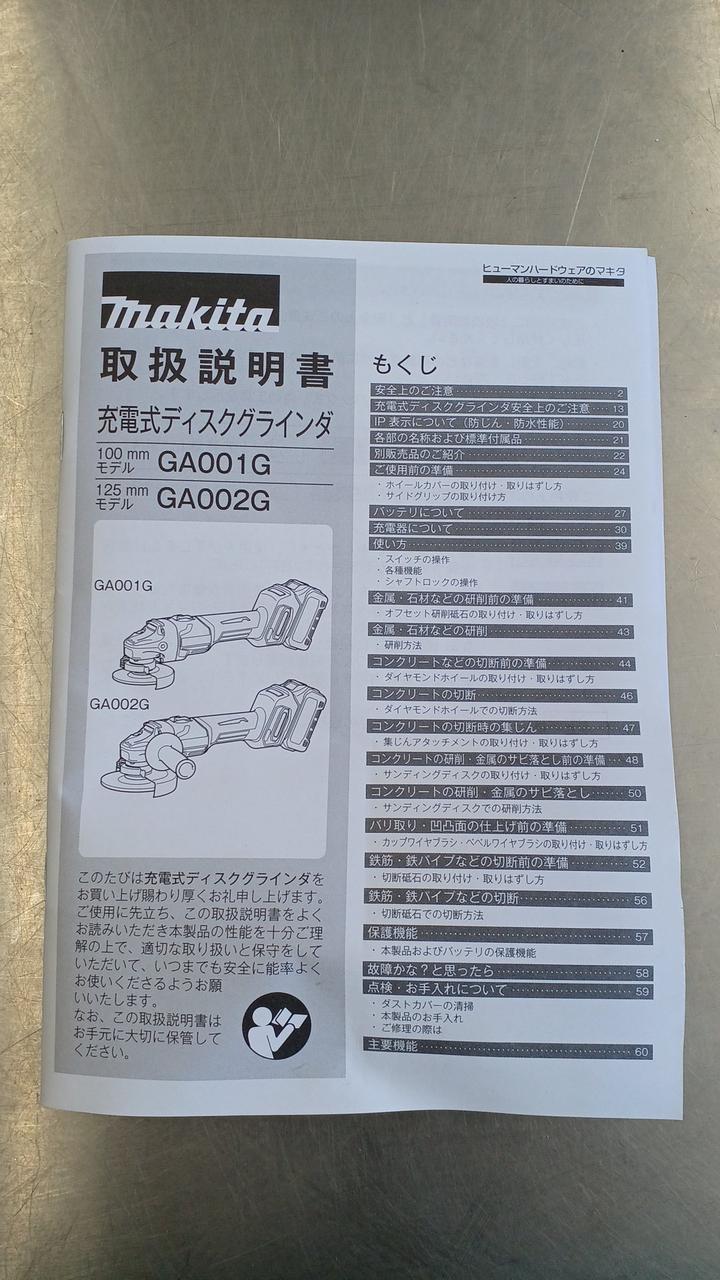 makita
取扱説明書
充電式ディスクグラインダ
100 mm
モデル GA001G
125 mm
モデル GA002G
GA001G
GA002G
このたびは充電式ディスクグラインダを
お買い上げ賜わり厚くお礼申し上げます。
ご使用に先立ち、この取扱説明書をよく
お読みいただき本製品の性能を十分ご理
解の上で、適切な取り扱いと保守をして
いただいて、いつまでも安全に能率よく
お使いくださるようお願
いいたします。
なお、この取扱説明書は
お手元に大切に保管して
ください。
ヒューマンハードウェアのマキタ
人の暮らしとすまいのために
もくじ
安全上のご注意 2
充電式ディスクグラインダ安全上のご注意 13
IP 表示について（防じん・防水性能） 20
各部の名称および標準付属品 21
別販売品のご紹介 22
ご使用前の準備 24
・ホイールカバーの取り付け・取りはずし方
・サイドグリップの取り付け方
バッテリについて 27
充電器について 30
使い方 39
・スイッチの操作
・各種機能
・シャフトロックの操作
金属・石材などの研削前の準備 41
・オフセット研削砥石の取り付け・取りはずし方
金属・石材などの研削 43
・研削方法
コンクリートなどの切断前の準備 44
・ダイヤモンドホイールの取り付け・取りはずし方
コンクリートの切断 46
・ダイヤモンドホイールでの切断方法
コンクリートの切断時の集じん 47
・集じんアタッチメントの取り付け・取りはずし方
コンクリートの研削・金属のサビ落とし前の準備 48
・サンディングディスクの取り付け・取りはずし方
コンクリートの研削・金属のサビ落とし 50
・サンディングディスクでの研削方法
バリ取り・凹凸面の仕上げ前の準備 51
・カップワイヤブラシ・ベベルワイヤブラシの取り付け・取りはずし方
鉄筋・鉄パイプなどの切断前の準備 52
・切断砥石の取り付け・取りはずし方
鉄筋・鉄パイプなどの切断 56
・切断砥石での切断方法
保護機能 57
・本製品およびバッテリの保護機能
故障かな？と思ったら 58
点検・お手入れについて 59
・ダストカバーの清掃
・本製品のお手入れ
・ご修理の際は
主要機能 60